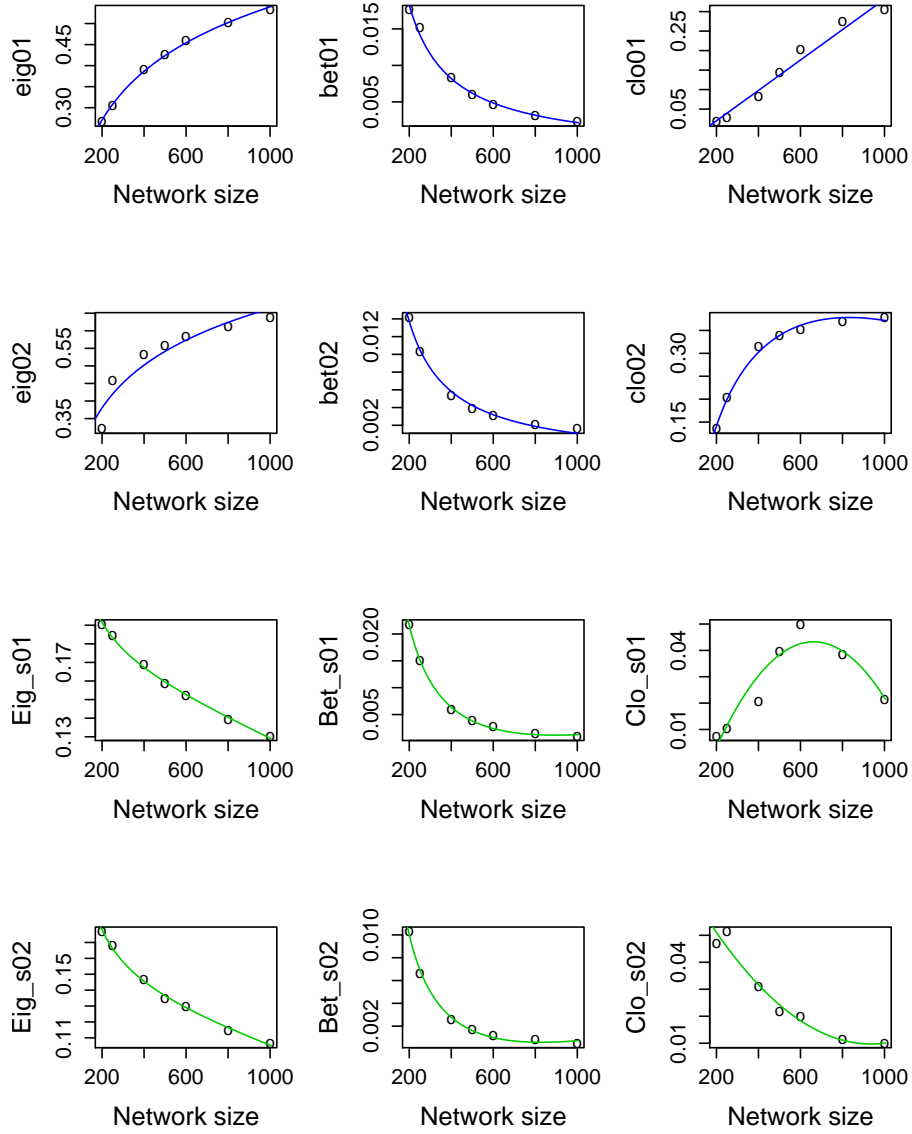 eig01
0.30 0.45
200 600 1000
Network size
bet01
0.005 0.015
200 600 1000
Network size
clo01
0.05 0.25
200 600 1000
Network size
eig02
0.35 0.55
200 600 1000
Network size
bet02
0.002 0.012
200 600 1000
Network size
clo02
0.15 0.30
200 600 1000
Network size
Eig_s01
0.13 0.17
200 600 1000
Network size
Bet_s01
0.005 0.020
200 600 1000
Network size
Clo_s01
0.01 0.04
200 600 1000
Network size
Eig_s02
0.11 0.15
200 600 1000
Network size
Bet_s02
0.002 0.010
200 600 1000
Network size
Clo_s02
0.01 0.04
200 600 1000
Network size